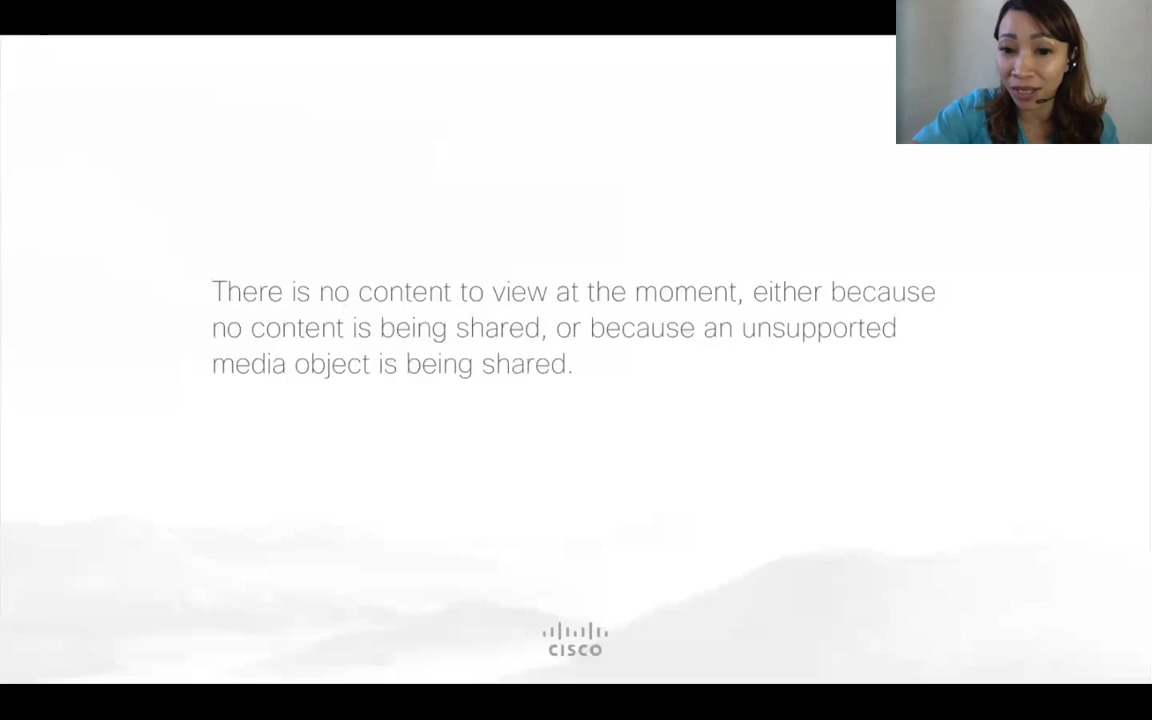 There is no content to view at the moment, either because
no content is being shared, or because an unsupported
media object is being shared.
CISCO